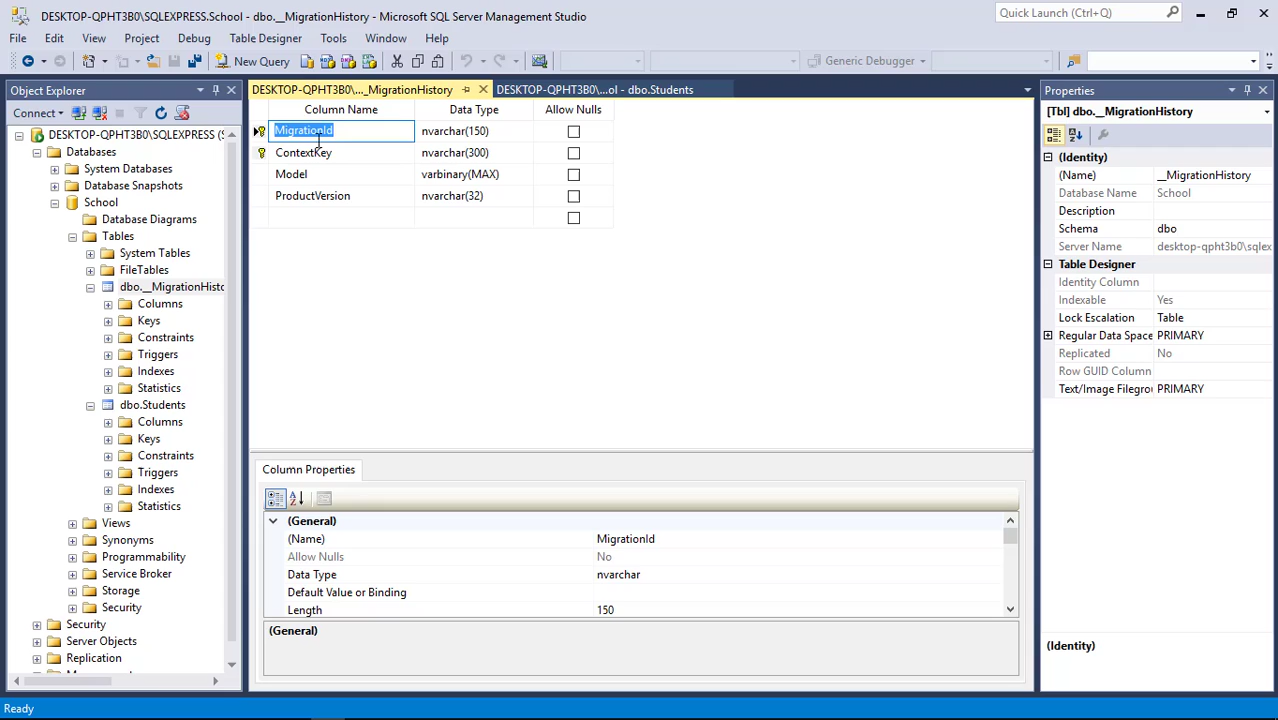 DESKTOP-QPHT3B0\SQLEXPRESS.School - dbo.__MigrationHistory - Microsoft SQL Server Management Studio
Quick Launch (Ctrl+Q)
File Edit View Project Debug Table Designer Tools Window Help
New Query
Generic Debugger
Object Explorer
Connect
DESKTOP-QPHT3B0\SQLEXPRESS (S
Databases
System Databases
Database Snapshots
School
Database Diagrams
Tables
System Tables
FileTables
dbo.__MigrationHisto
Columns
Keys
Constraints
Triggers
Indexes
Statistics
dbo.Students
Columns
Keys
Constraints
Triggers
Indexes
Statistics
Views
Synonyms
Programmability
Service Broker
Storage
Security
Security
Server Objects
Replication
DESKTOP-QPHT3B0\..._MigrationHistory
DESKTOP-QPHT3B0\...ol - dbo.Students
Column Name Data Type Allow Nulls
MigrationId nvarchar(150)
ContextKey nvarchar(300)
Model varbinary(MAX)
ProductVersion nvarchar(32)
Column Properties
(General)
(Name) MigrationId
Allow Nulls No
Data Type nvarchar
Default Value or Binding
Length 150
(General)
Properties
[Tbl] dbo.__MigrationHistory
(Identity)
(Name) __MigrationHistory
Database Name School
Description
Schema dbo
Server Name desktop-qpht3b0\sqlex
Table Designer
Identity Column
Indexable Yes
Lock Escalation Table
Regular Data Space PRIMARY
Replicated No
Row GUID Column
Text/Image Filegro PRIMARY
(Identity)
Ready